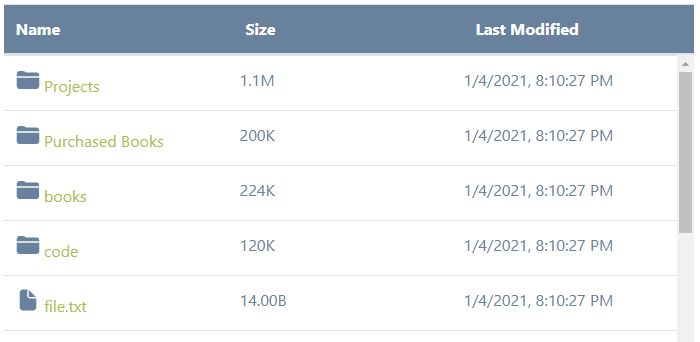 Name Size Last Modified
Projects 1.1M 1/4/2021, 8:10:27 PM
Purchased Books 200K 1/4/2021, 8:10:27 PM
books 224K 1/4/2021, 8:10:27 PM
code 120K 1/4/2021, 8:10:27 PM
file.txt 14.00B 1/4/2021, 8:10:27 PM